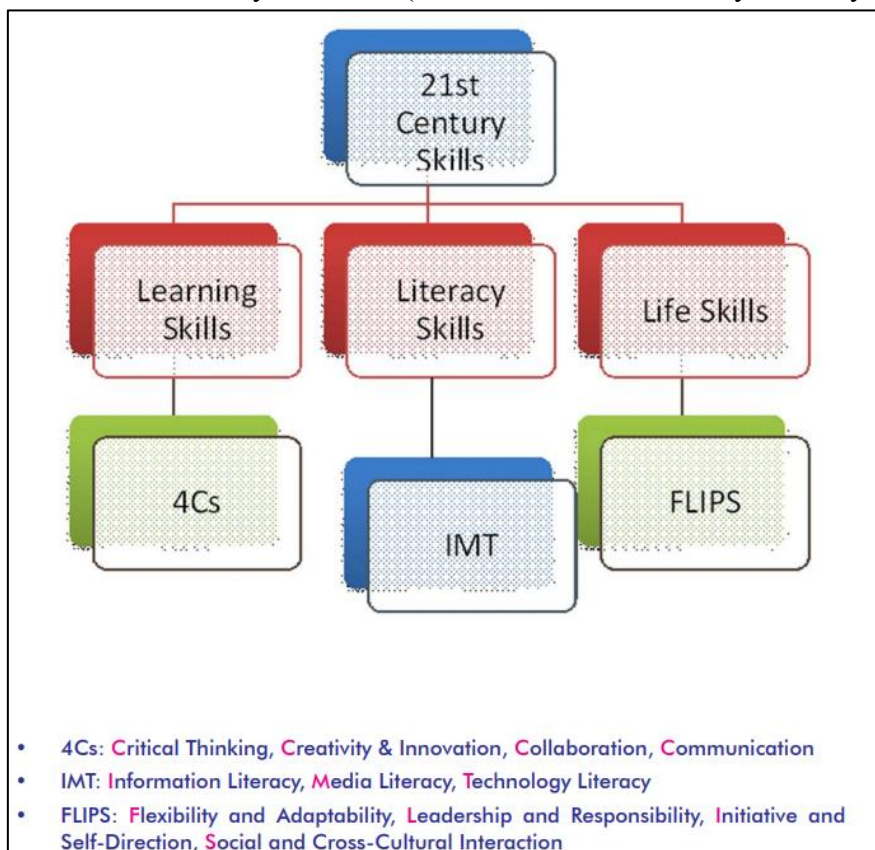 21st
Century
Skills
Learning
Skills
Literacy
Skills
Life Skills
4Cs
IMT
FLIPS
• 4Cs: Critical Thinking, Creativity & Innovation, Collaboration, Communication
• IMT: Information Literacy, Media Literacy, Technology Literacy
• FLIPS: Flexibility and Adaptability, Leadership and Responsibility, Initiative and
Self-Direction, Social and Cross-Cultural Interaction